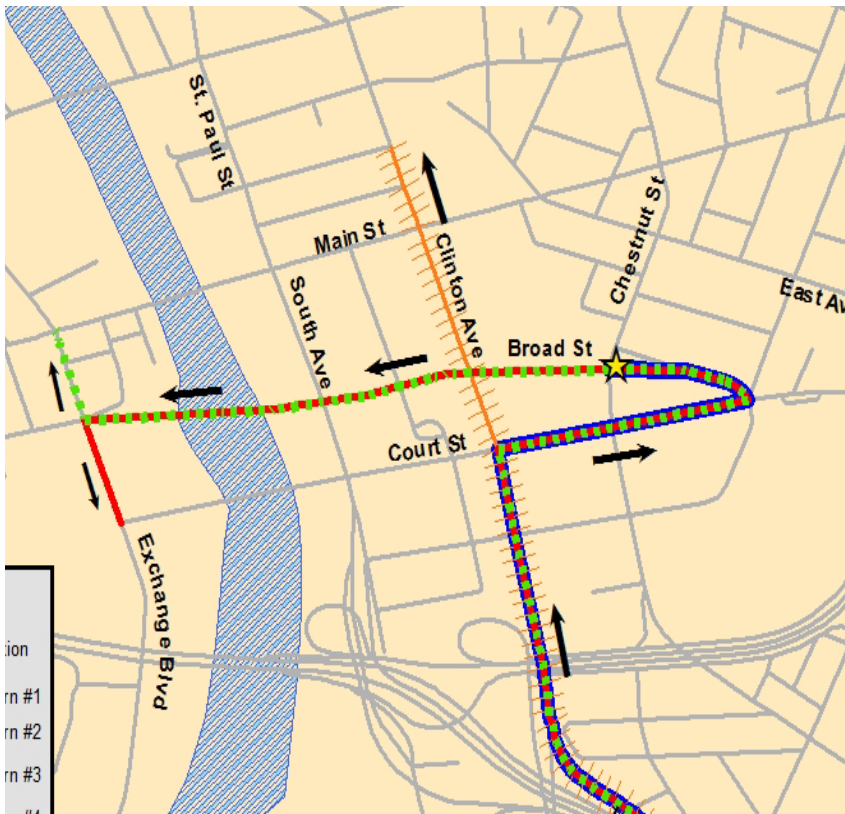 St. Paul St
Main St
Clinton Ave
Chestnut St
East Av
South Ave
Broad St
Court St
Exchange Blvd
tion
rn #1
rn #2
rn #3